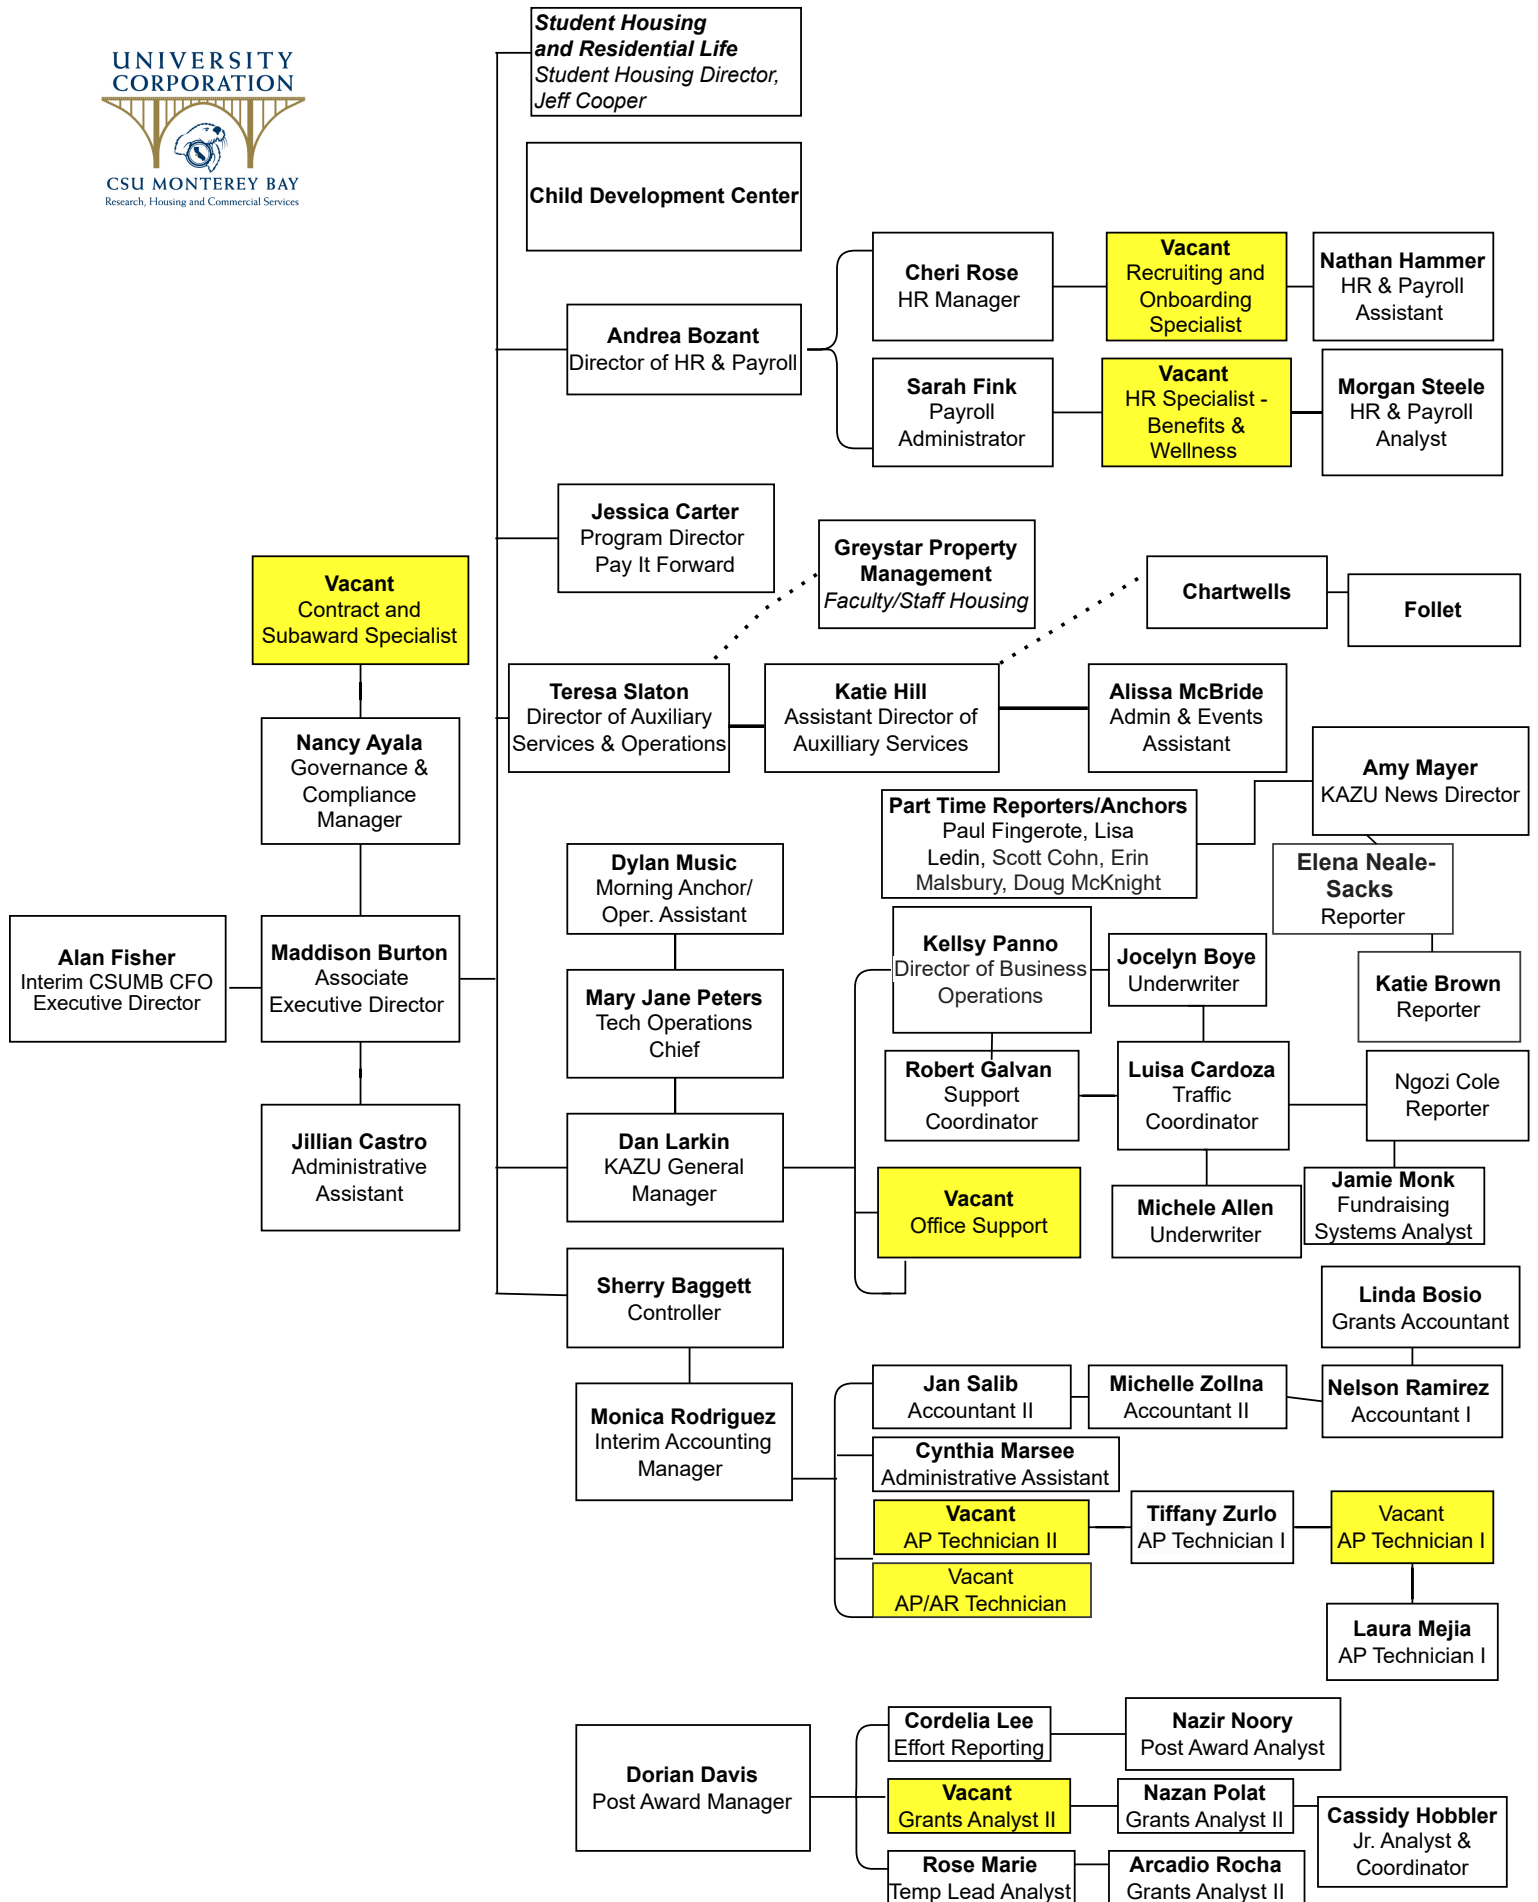 UNIVERSITY
CORPORATION
CSU MONTEREY BAY
Research, Housing and Commercial Services
Student Housing
and Residential Life
Student Housing Director,
Jeff Cooper
Child Development Center
Andrea Bozant
Director of HR & Payroll
Cheri Rose
HR Manager
Vacant
Recruiting and
Onboarding
Specialist
Nathan Hammer
HR & Payroll
Assistant
Sarah Fink
Payroll
Administrator
Vacant
HR Specialist -
Benefits &
Wellness
Morgan Steele
HR & Payroll
Analyst
Jessica Carter
Program Director
Pay It Forward
Greystar Property
Management
Faculty/Staff Housing
Chartwells
Follet
Vacant
Contract and
Subaward Specialist
Teresa Slaton
Director of Auxiliary
Services & Operations
Katie Hill
Assistant Director of
Auxilliary Services
Alissa McBride
Admin & Events
Assistant
Nancy Ayala
Governance &
Compliance
Manager
Amy Mayer
KAZU News Director
Part Time Reporters/Anchors
Paul Fingerote, Lisa
Ledin, Scott Cohn, Erin
Malsbury, Doug McKnight
Elena Neale-
Sacks
Reporter
Katie Brown
Reporter
Dylan Music
Morning Anchor/
Oper. Assistant
Alan Fisher
Interim CSUMB CFO
Executive Director
Maddison Burton
Associate
Executive Director
Mary Jane Peters
Tech Operations
Chief
Kellsy Panno
Director of Business
Operations
Jocelyn Boye
Underwriter
Robert Galvan
Support
Coordinator
Luisa Cardoza
Traffic
Coordinator
Ngozi Cole
Reporter
Jillian Castro
Administrative
Assistant
Dan Larkin
KAZU General
Manager
Vacant
Office Support
Michele Allen
Underwriter
Jamie Monk
Fundraising
Systems Analyst
Sherry Baggett
Controller
Linda Bosio
Grants Accountant
Monica Rodriguez
Interim Accounting
Manager
Jan Salib
Accountant II
Michelle Zollna
Accountant II
Nelson Ramirez
Accountant I
Cynthia Marsee
Administrative Assistant
Vacant
AP Technician II
Tiffany Zurlo
AP Technician I
Vacant
AP Technician I
Vacant
AP/AR Technician
Laura Mejia
AP Technician I
Dorian Davis
Post Award Manager
Cordelia Lee
Effort Reporting
Nazir Noory
Post Award Analyst
Vacant
Grants Analyst II
Nazan Polat
Grants Analyst II
Cassidy Hobbler
Jr. Analyst &
Coordinator
Rose Marie
Temp Lead Analyst
Arcadio Rocha
Grants Analyst II